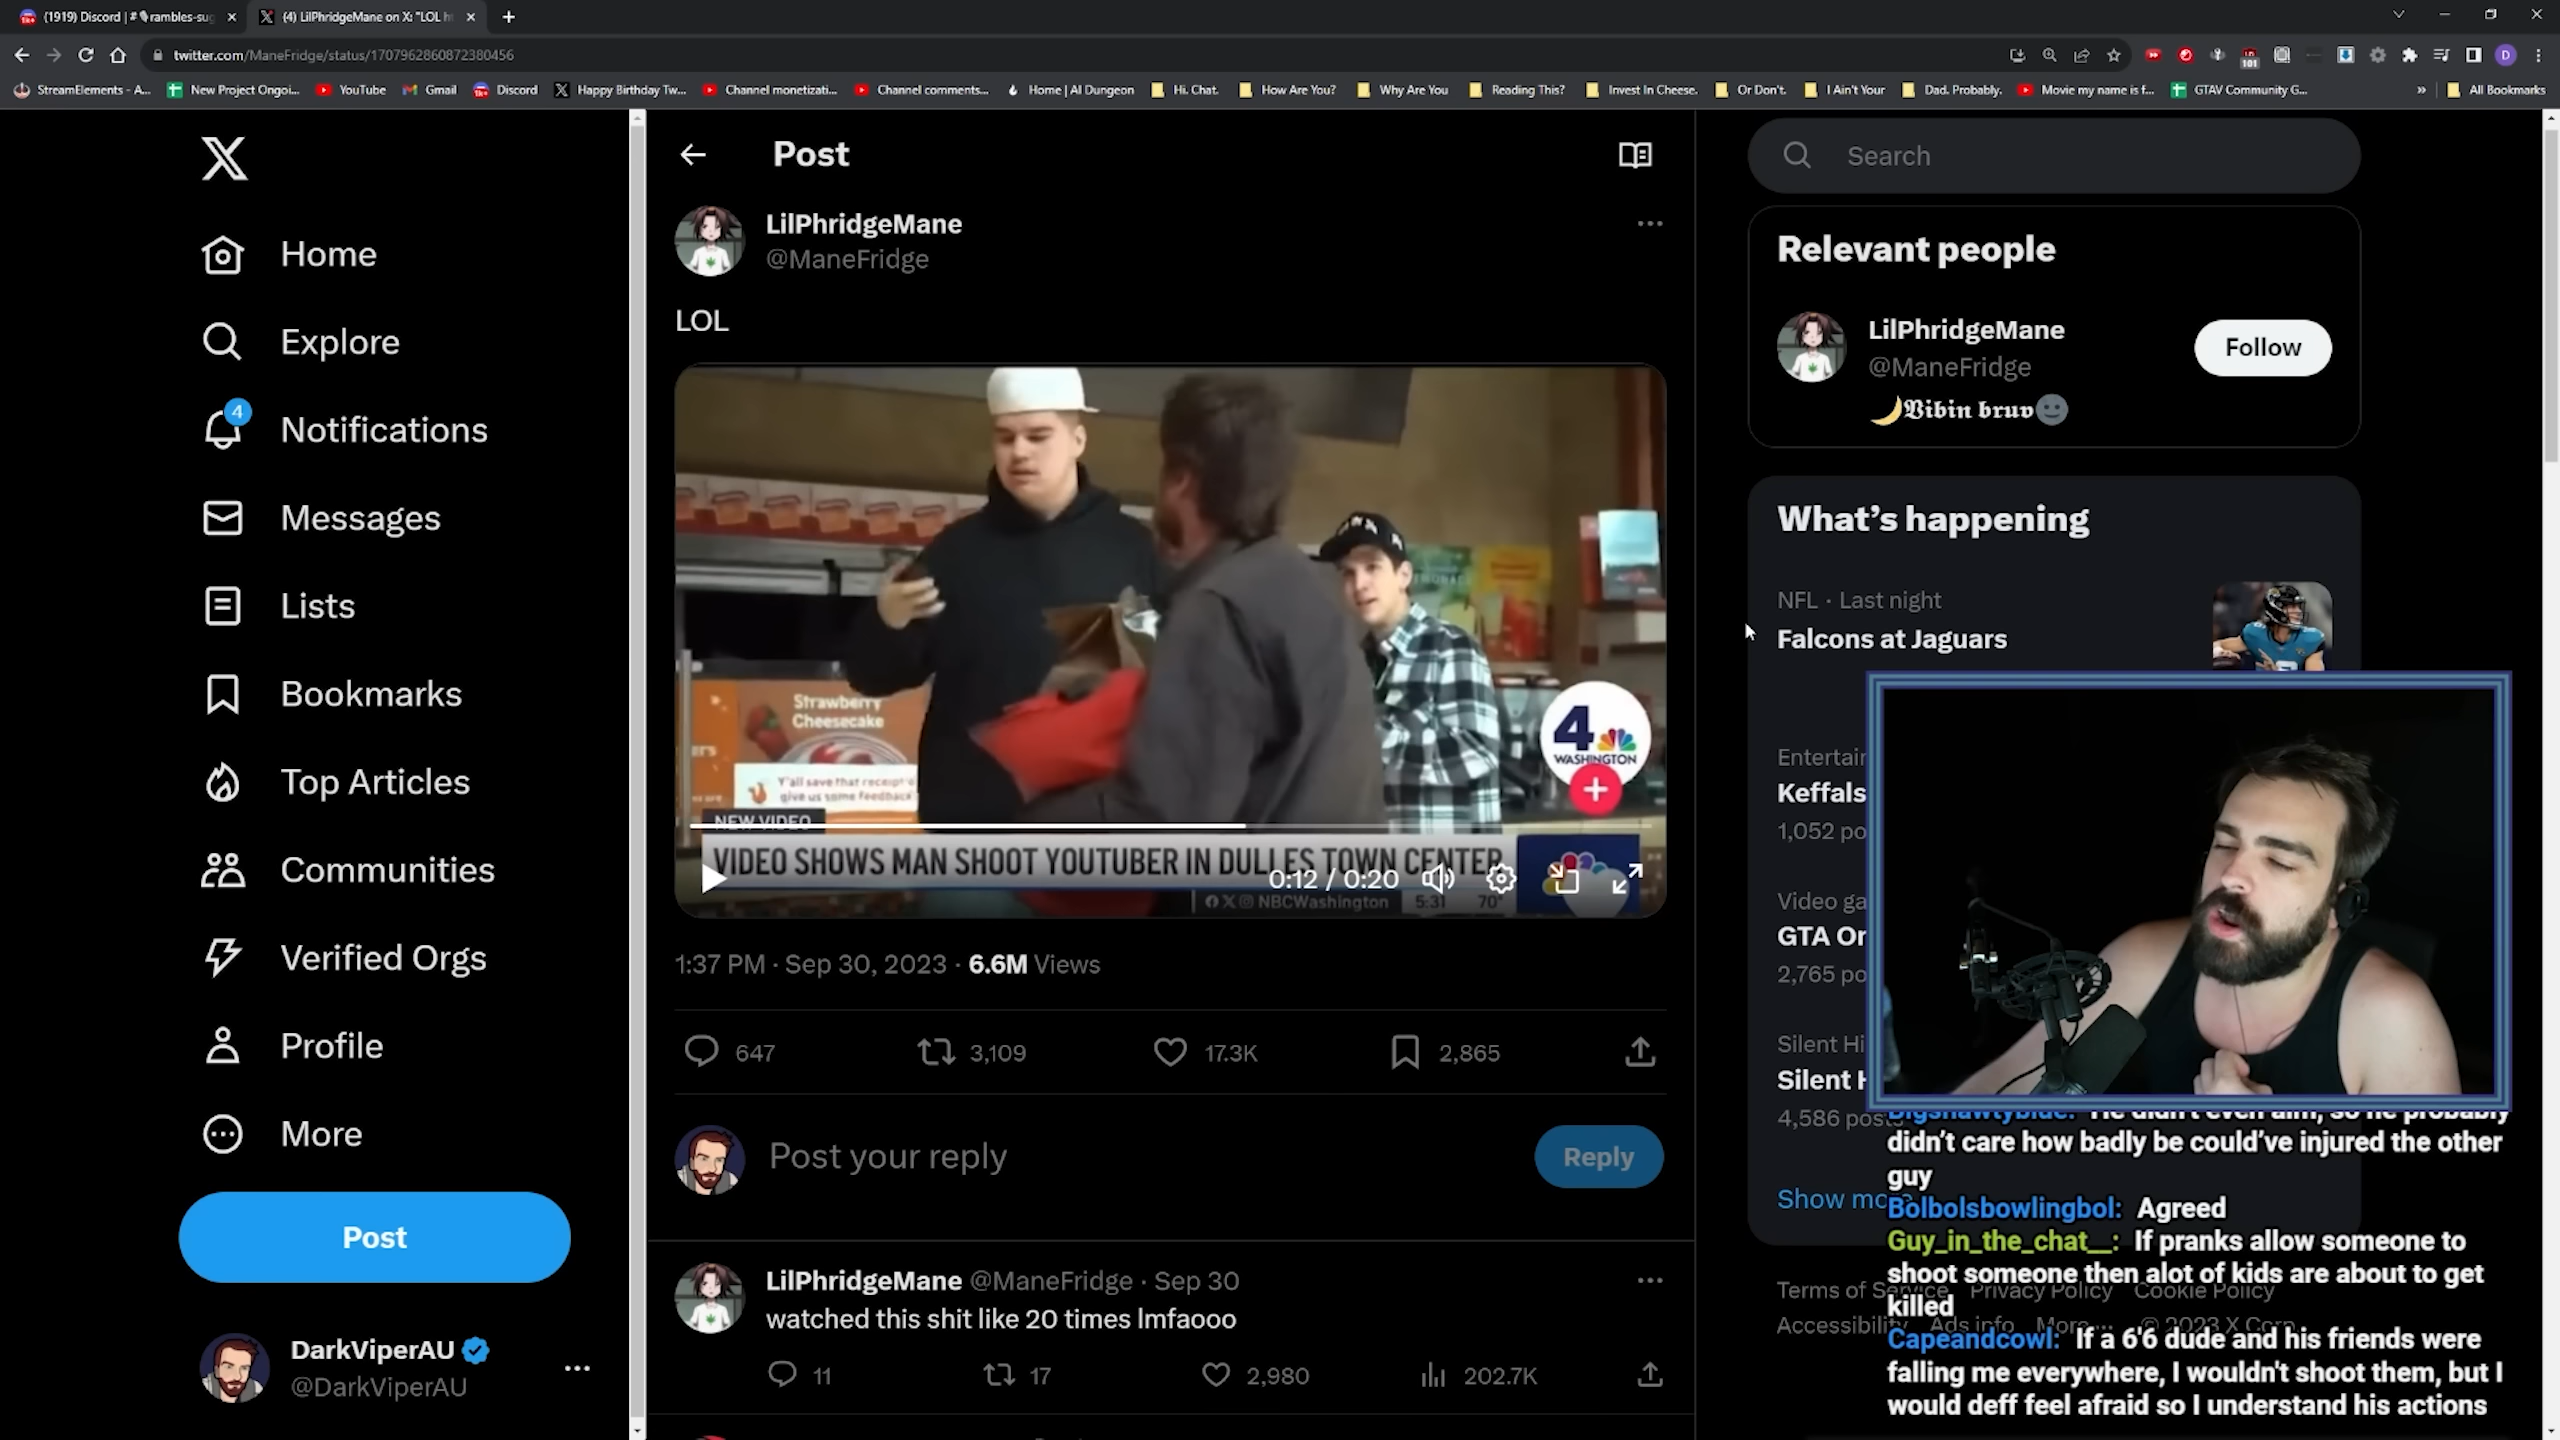 (1919) Discord | #rambles-sug
(4) LilPhridgeMane on X: "LOL h
twitter.com/ManeFridge/status/1707962860872380456
101
D
StreamElements - A...
New Project Ongoi...
YouTube
Gmail
Discord
Happy Birthday Tw...
Channel monetizati...
Channel comments...
Home | AI Dungeon
Hi. Chat.
How Are You?
Why Are You
Reading This?
Invest In Cheese.
Or Don't.
I Ain't Your
Dad. Probably.
Movie my name is f...
GTAV Community G...
»
All Bookmarks
Home
Explore
4
Notifications
Messages
Lists
Bookmarks
Top Articles
Communities
Verified Orgs
Profile
More
Post
DarkViperAU
@DarkViperAU
Post
LilPhridgeMane
@ManeFridge
LOL
Strawberry
Cheesecake
Y'all save that receipt
give us some feedback
4
WASHINGTON
NEW VIDEO
VIDEO SHOWS MAN SHOOT YOUTUBER IN DULLES TOWN CENTER
0:12 / 0:20
NBCWashington
5:31 70°
1:37 PM · Sep 30, 2023 · 6.6M Views
647
3,109
17.3K
2,865
Post your reply
Reply
LilPhridgeMane @ManeFridge · Sep 30
watched this shit like 20 times lmfaooo
11
17
2,980
202.7K
Search
Relevant people
LilPhridgeMane
@ManeFridge
Follow
🌙𝕭𝖎𝖇𝖎𝖓 𝖇𝖗𝖚𝖛🌚
What's happening
NFL · Last night
Falcons at Jaguars
Entertai
Keffals
1,052 po
Video ga
GTA Or
2,765 po
Silent Hi
Silent H
4,586 posts
Show mo
Terms of Service Privacy Policy Cookie Policy
Accessibility Ads info More ··· © 2023 X Corp.
Bigshawtyblue: He didn't even aim, so he probably
didn't care how badly be could've injured the other
guy
Bolbolsbowlingbol: Agreed
Guy_in_the_chat__: If pranks allow someone to
shoot someone then alot of kids are about to get
killed
Capeandcowl: If a 6'6 dude and his friends were
falling me everywhere, I wouldn't shoot them, but I
would deff feel afraid so I understand his actions